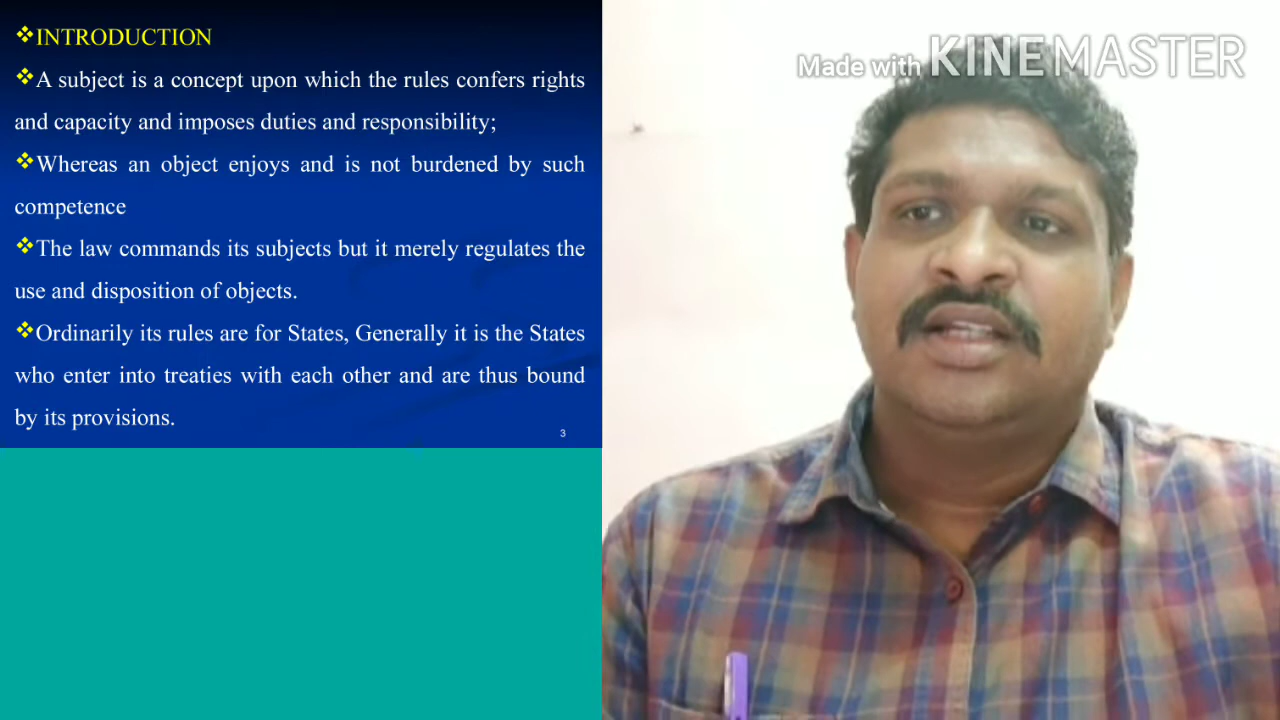 ❖INTRODUCTION
❖A subject is a concept upon which the rules confers rights
and capacity and imposes duties and responsibility;
❖Whereas an object enjoys and is not burdened by such
competence
❖The law commands its subjects but it merely regulates the
use and disposition of objects.
❖Ordinarily its rules are for States, Generally it is the States
who enter into treaties with each other and are thus bound
by its provisions.
3
Made with KINEMASTER